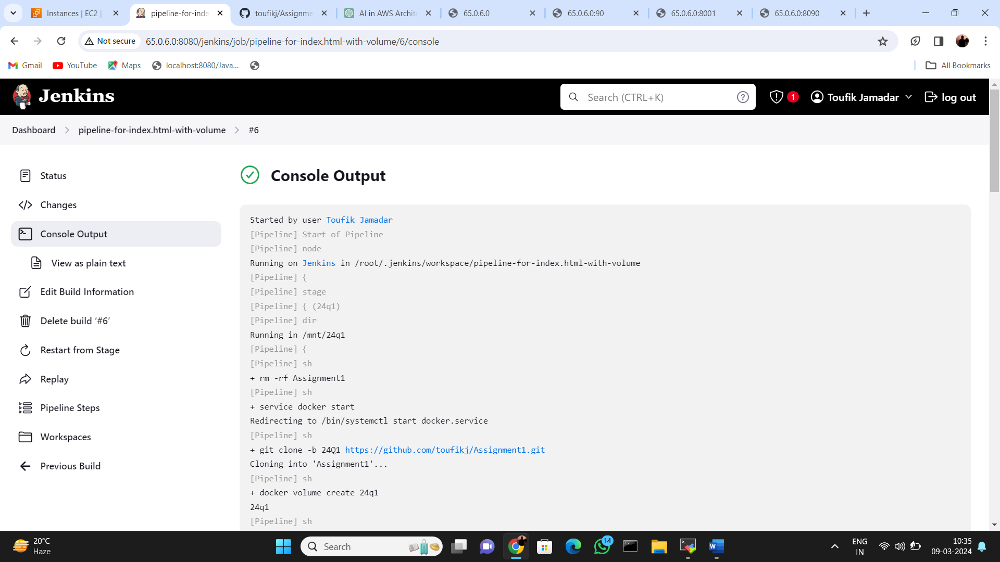 Instances | EC2 |
pipeline-for-inde
toufikj/Assignme
AI in AWS Archite
65.0.6.0
65.0.6.0:90
65.0.6.0:8001
65.0.6.0:8090
Not secure
65.0.6.0:8080/jenkins/job/pipeline-for-index.html-with-volume/6/console
Gmail
YouTube
Maps
localhost:8080/Java...
All Bookmarks
Jenkins
Search (CTRL+K)
?
1
Toufik Jamadar
log out
Dashboard
pipeline-for-index.html-with-volume
#6
Status
Changes
Console Output
View as plain text
Edit Build Information
Delete build ‘#6’
Restart from Stage
Replay
Pipeline Steps
Workspaces
Previous Build
Console Output
Started by user Toufik Jamadar
[Pipeline] Start of Pipeline
[Pipeline] node
Running on Jenkins in /root/.jenkins/workspace/pipeline-for-index.html-with-volume
[Pipeline] {
[Pipeline] stage
[Pipeline] { (24q1)
[Pipeline] dir
Running in /mnt/24q1
[Pipeline] {
[Pipeline] sh
+ rm -rf Assignment1
[Pipeline] sh
+ service docker start
Redirecting to /bin/systemctl start docker.service
[Pipeline] sh
+ git clone -b 24Q1 https://github.com/toufikj/Assignment1.git
Cloning into 'Assignment1'...
[Pipeline] sh
+ docker volume create 24q1
24q1
[Pipeline] sh
20°C
Haze
Search
14
ENG
IN
10:35
09-03-2024